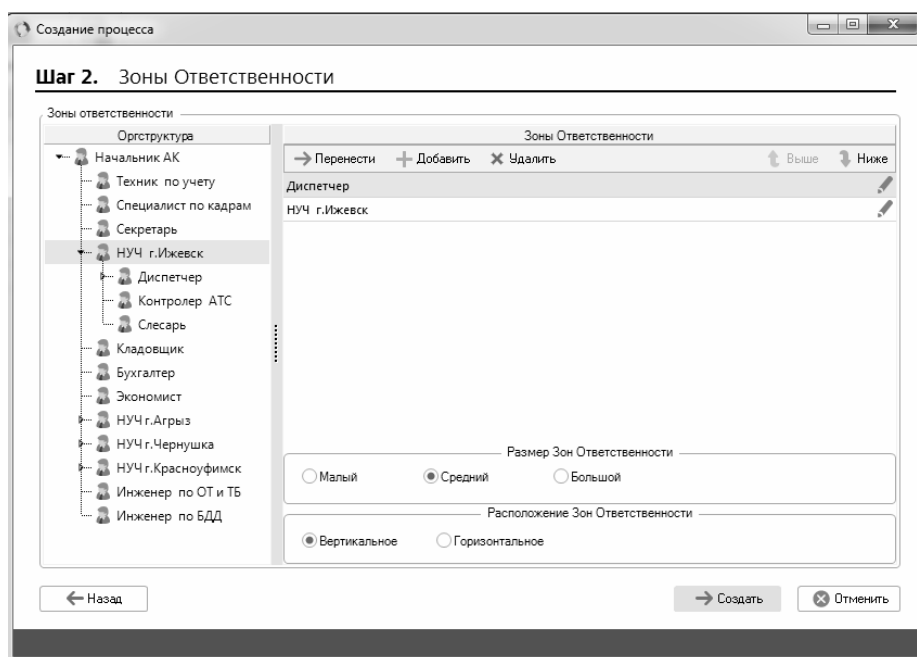 Создание процесса
Шаг 2. Зоны Ответственности
Зоны ответственности
Оргструктура
Начальник АК
Техник по учету
Специалист по кадрам
Секретарь
НУЧ г.Ижевск
Диспетчер
Контролер АТС
Слесарь
Кладовщик
Бухгалтер
Экономист
НУЧ г.Агрыз
НУЧ г.Чернушка
НУЧ г.Красноуфимск
Инженер по ОТ и ТБ
Инженер по БДД
Зоны Ответственности
Перенести Добавить Удалить Выше Ниже
Диспетчер
НУЧ г.Ижевск
Размер Зон Ответственности
Малый Средний Большой
Расположение Зон Ответственности
Вертикальное Горизонтальное
Назад Создать Отменить